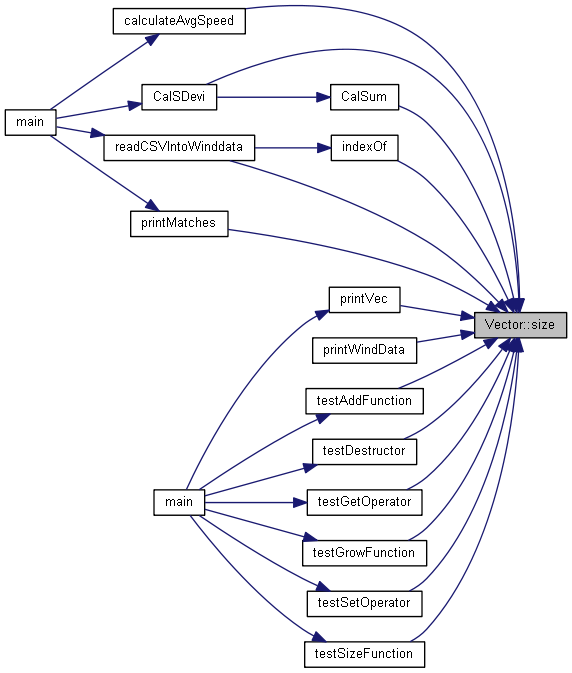 calculateAvgSpeed
CalSDevi
CalSum
main
readCSVIntoWinddata
indexOf
printMatches
printVec
Vector::size
printWindData
testAddFunction
testDestructor
main
testGetOperator
testGrowFunction
testSetOperator
testSizeFunction